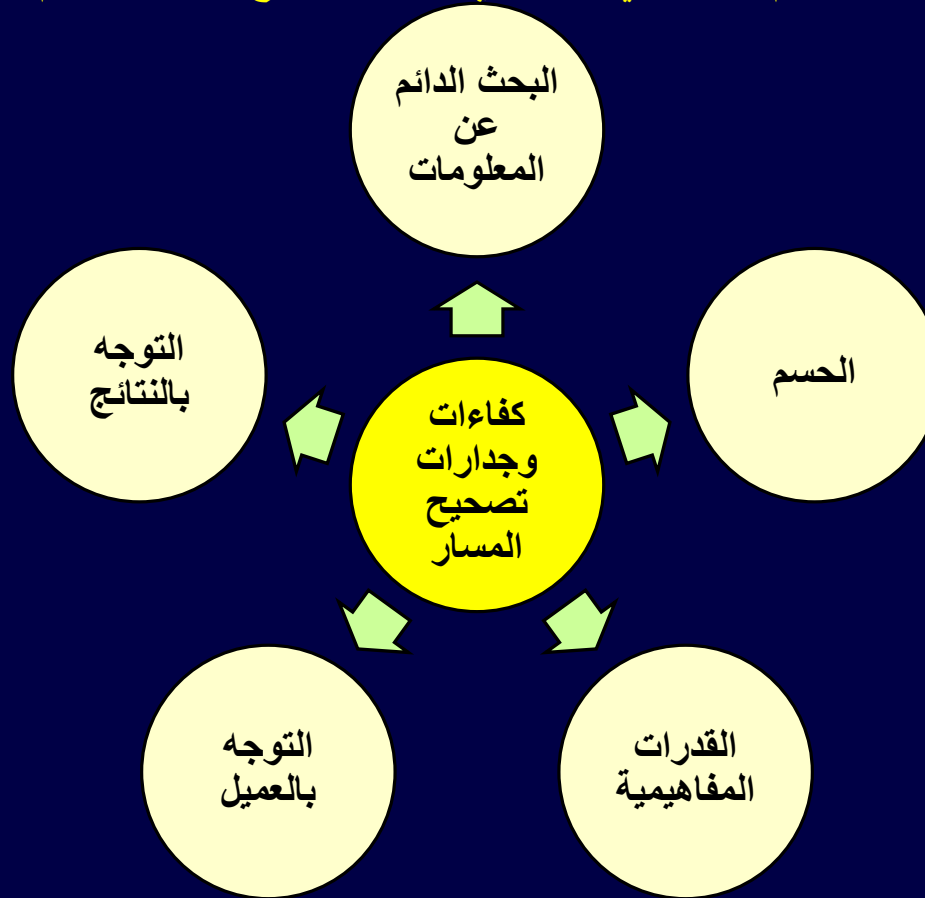 البحث الدائم
عن
المعلومات
الحسم
التوجه
بالنتائج
كفاءات
وجدارات
تصحيح
المسار
القدرات
المفاهيمية
التوجه
بالعميل